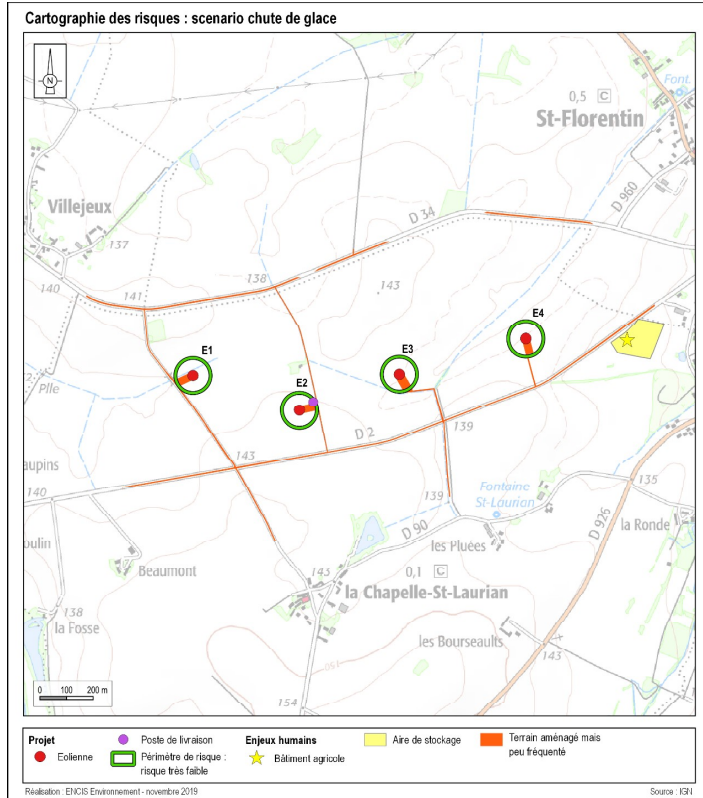 Cartographie des risques : scenario chute de glace
N
Font.
0,5 C
St-Florentin
D 960
Villejeux
137
D 34
140
141
138
143
E1
E2
E3
E4
Plle
D 2
139
143
aupins
140
139
Fontaine
St-Laurian
135
D 926
la Ronde
D 90
les Pluées
oulin
Beaumont
145
0,1 C
la Chapelle-St-Laurian
138
la Fosse
les Bourseaults
143
150
154
0 100 200 m
Projet
Eolienne
Poste de livraison
Périmètre de risque :
risque très faible
Enjeux humains
Bâtiment agricole
Aire de stockage
Terrain aménagé mais
peu fréquenté
Réalisation : ENCIS Environnement - novembre 2019
Source : IGN